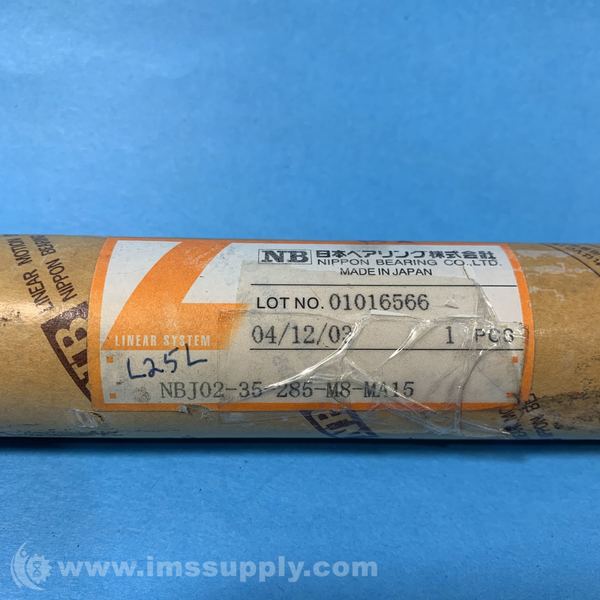 NB 日本ベアリング株式会社
NIPPON BEARING CO.,LTD.
MADE IN JAPAN
LOT NO. 01016566
04/12/02 1 PCS
LINEAR SYSTEM
L25L
NBJ02-35-285-M8-MA15
LINEAR MOTION
NIPPON BEARING
NB
www.imssupply.com